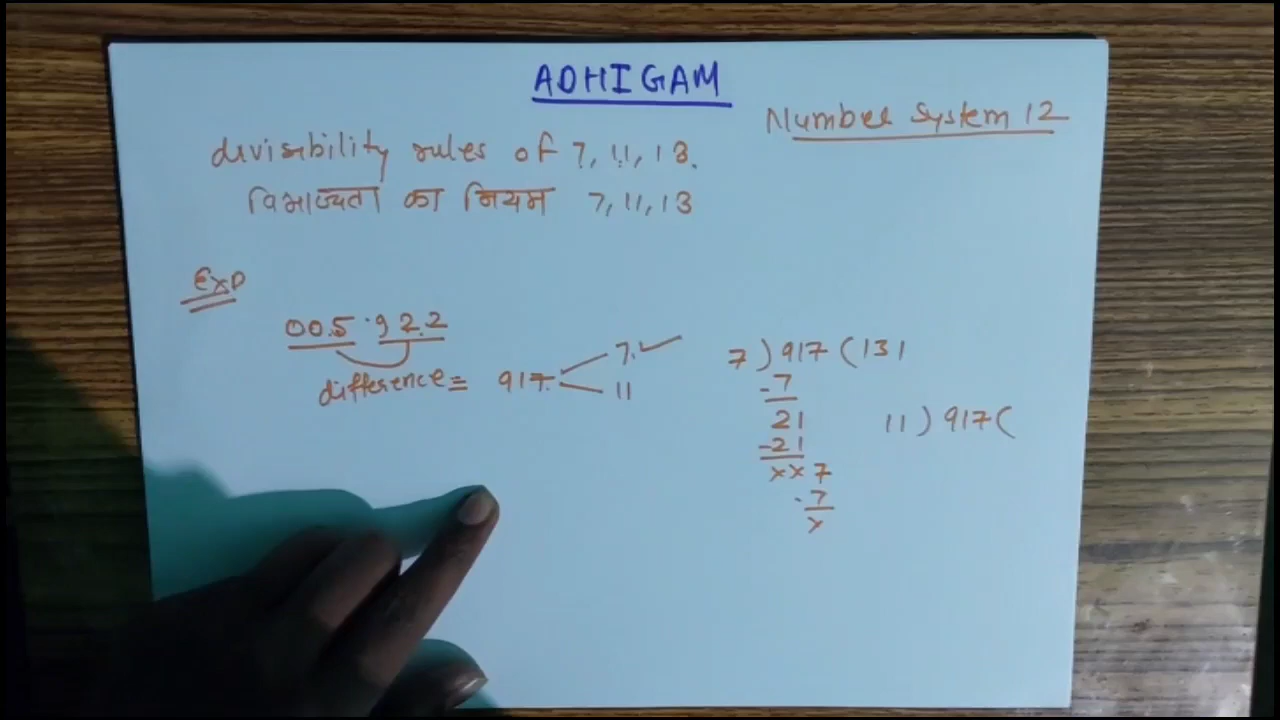 ADHIGAM
Number System 12
divisibility rules of 7, 11, 13.
विभाज्यता का नियम 7, 11, 13
Exp
005.922
difference = 917
7. ✓
11
7 ) 917 ( 131
-7
21
-21
xx7
-7
x
11 ) 917 (